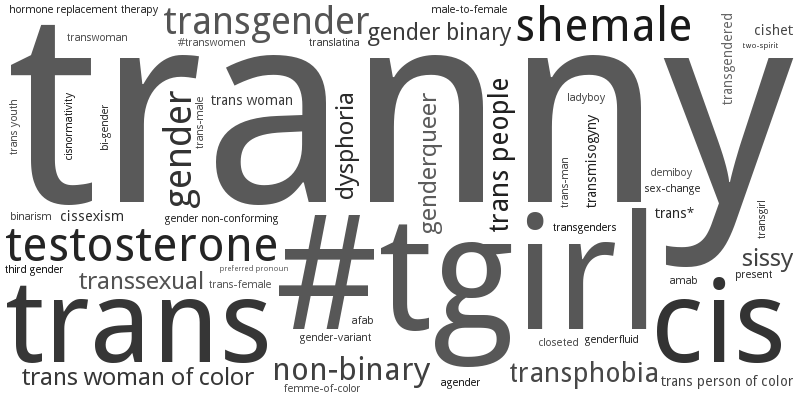 hormone replacement therapy
transgender
male-to-female
shemale
transwoman
#transwomen
translatina
gender binary
transgendered
cishet
two-spirit
tranny
trans youth
cisnormativity
bi-gender
gender
trans-male
trans woman
dysphoria
genderqueer
trans people
ladyboy
trans-man
transmisogyny
demiboy
sex-change
trans*
transgirl
binarism
cissexism
gender non-conforming
#tgirl
transgenders
testosterone
third gender
preferred pronoun
transsexual
trans-female
sissy
present
amab
trans
cis
afab
gender-variant
closeted
genderfluid
non-binary
transphobia
trans woman of color
femme-of-color
agender
trans person of color